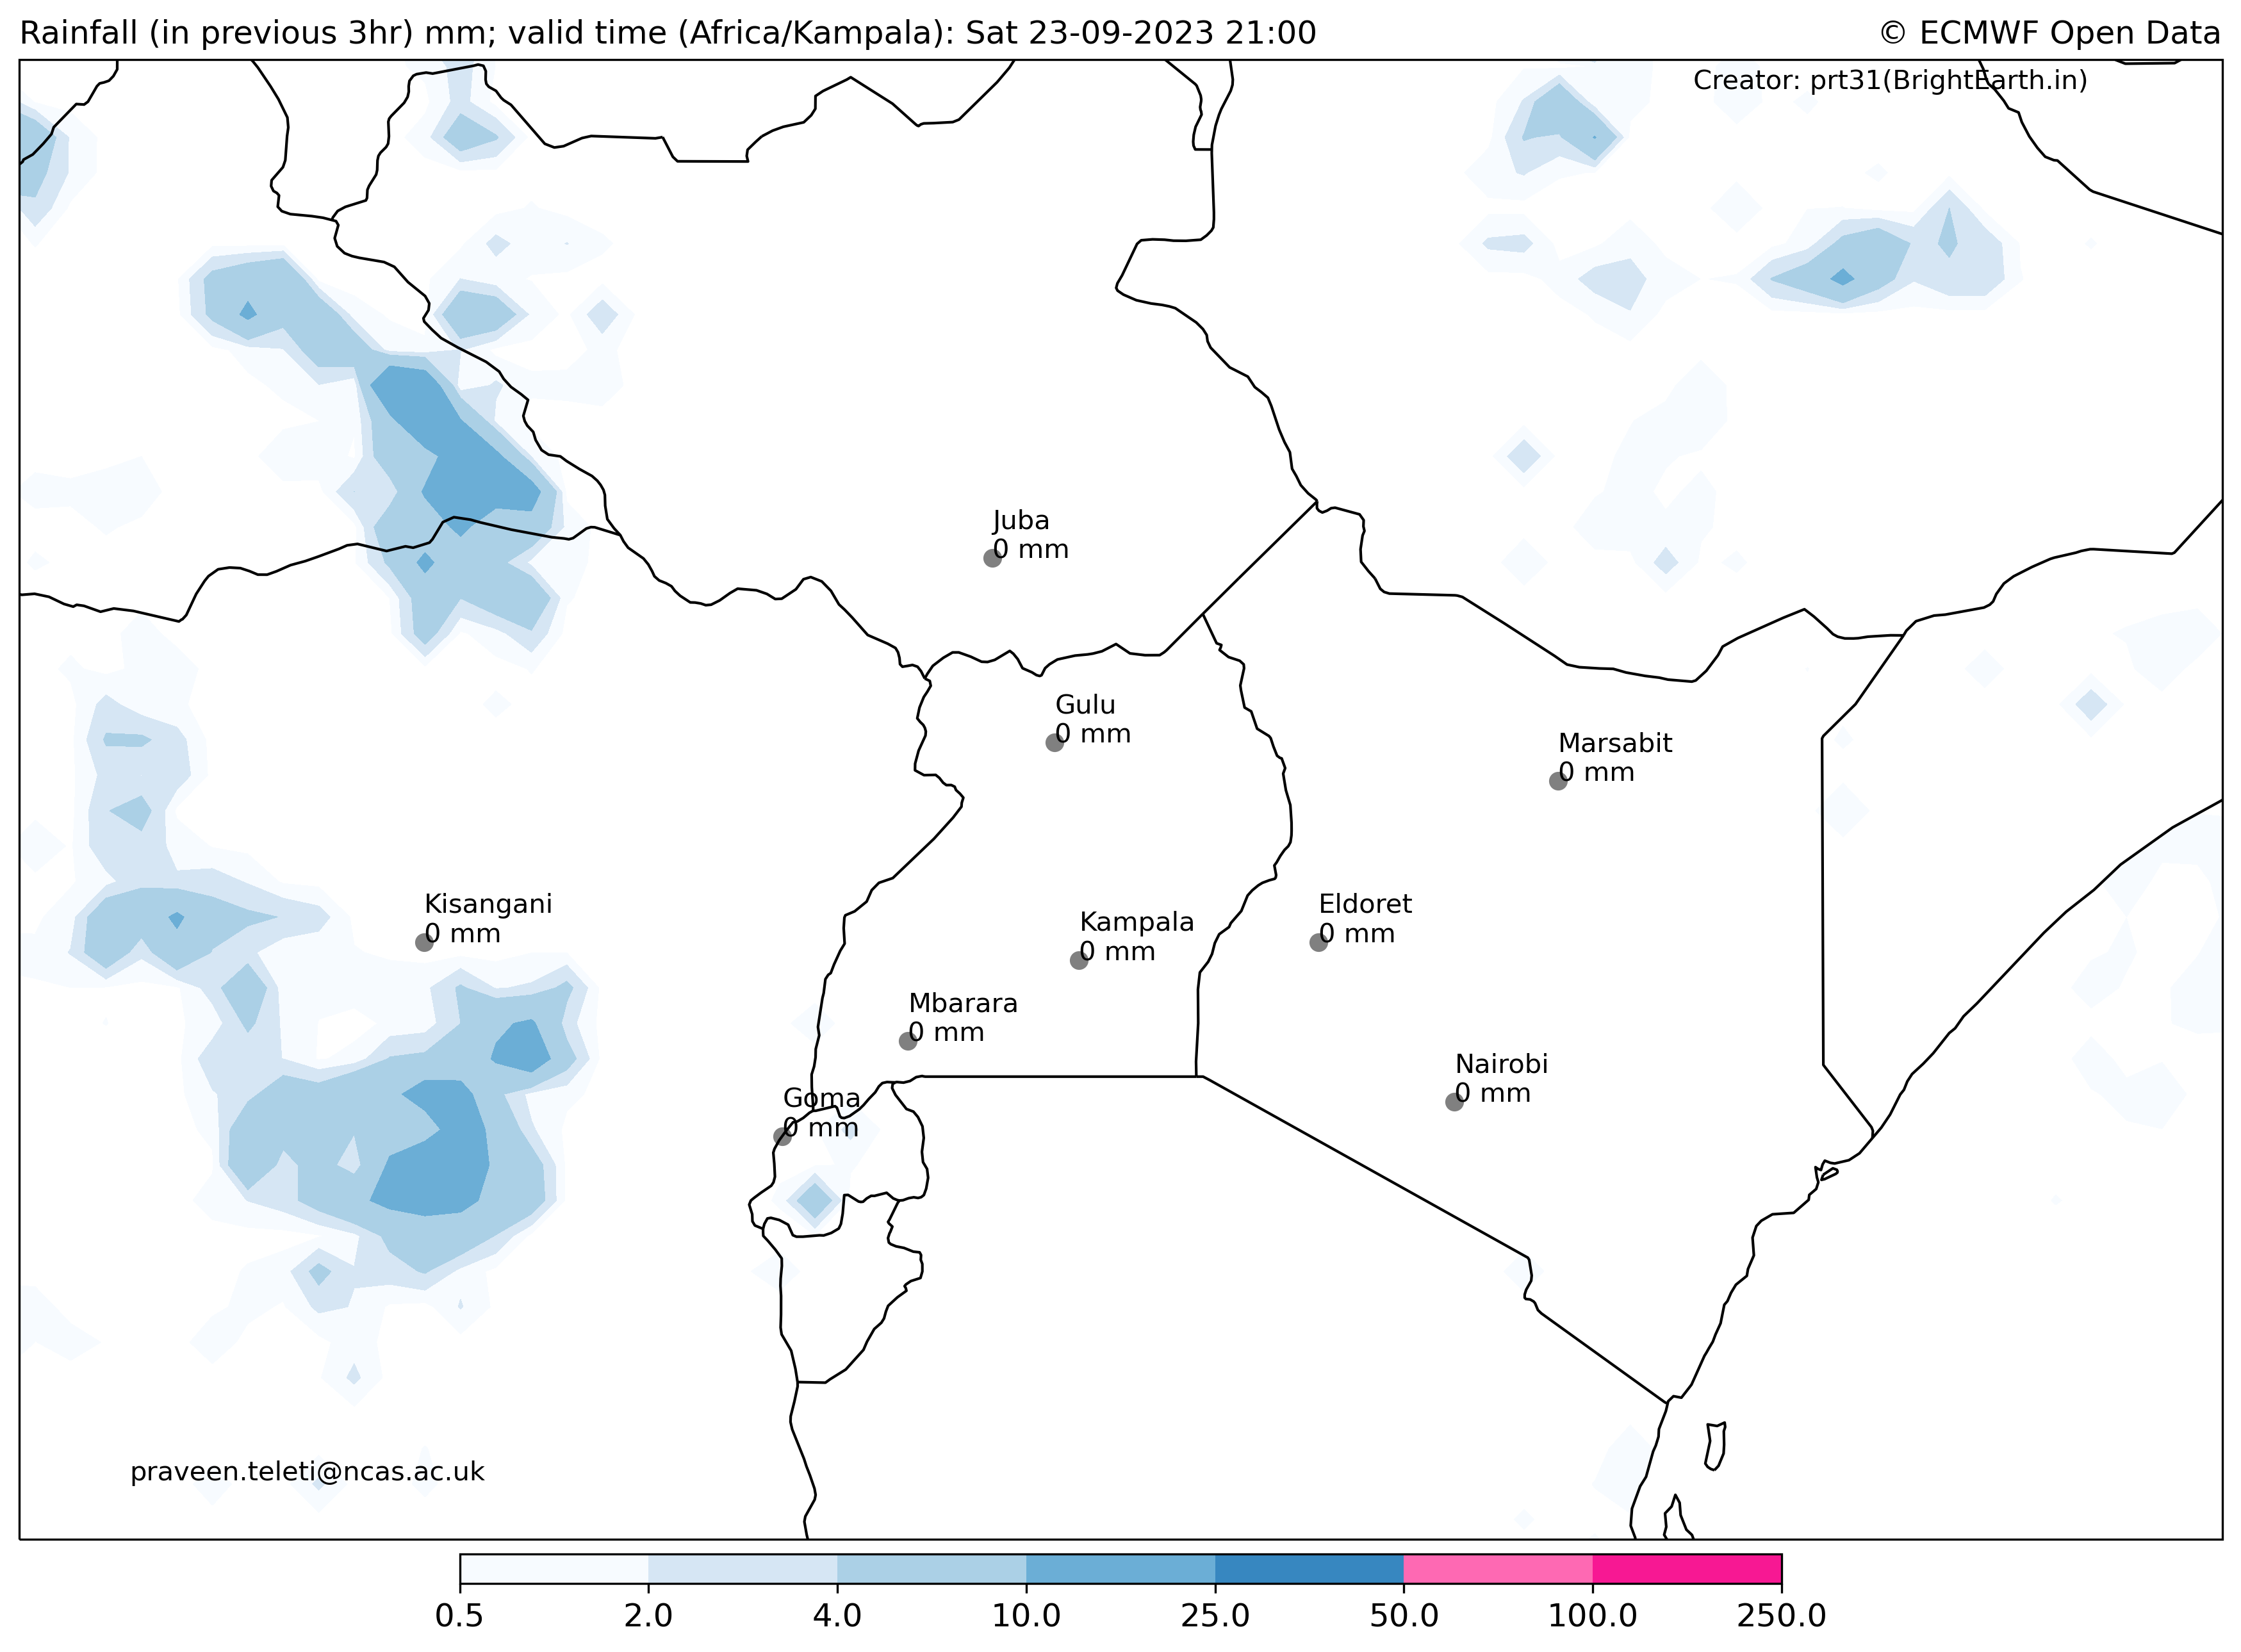 Rainfall (in previous 3hr) mm; valid time (Africa/Kampala): Sat 23-09-2023 21:00
© ECMWF Open Data
Creator: prt31(BrightEarth.in)
Juba
0 mm
Gulu
0 mm
Marsabit
0 mm
Kisangani
0 mm
Kampala
0 mm
Eldoret
0 mm
Mbarara
0 mm
Nairobi
0 mm
Goma
0 mm
praveen.teleti@ncas.ac.uk
0.5 2.0 4.0 10.0 25.0 50.0 100.0 250.0